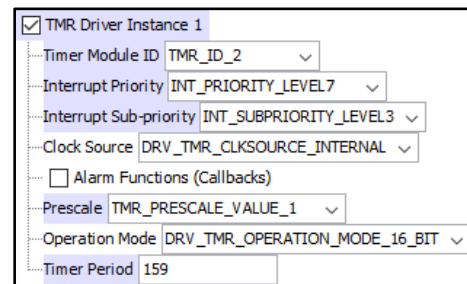 TMR Driver Instance 1
Timer Module ID TMR_ID_2
Interrupt Priority INT_PRIORITY_LEVEL7
Interrupt Sub-priority INT_SUBPRIORITY_LEVEL3
Clock Source DRV_TMR_CLKSOURCE_INTERNAL
Alarm Functions (Callbacks)
Prescale TMR_PRESCALE_VALUE_1
Operation Mode DRV_TMR_OPERATION_MODE_16_BIT
Timer Period 159